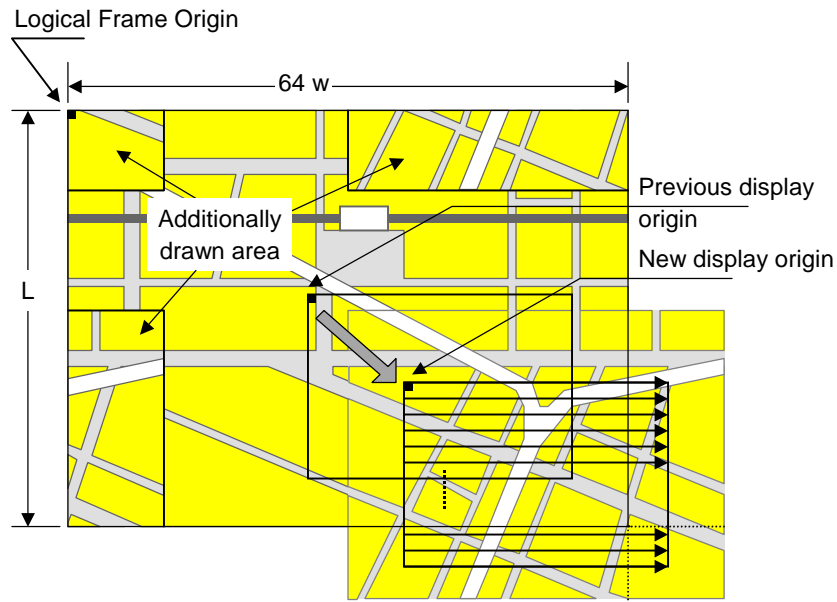 Logical Frame Origin
64 w
Previous display
origin
Additionally
drawn area
New display origin
L